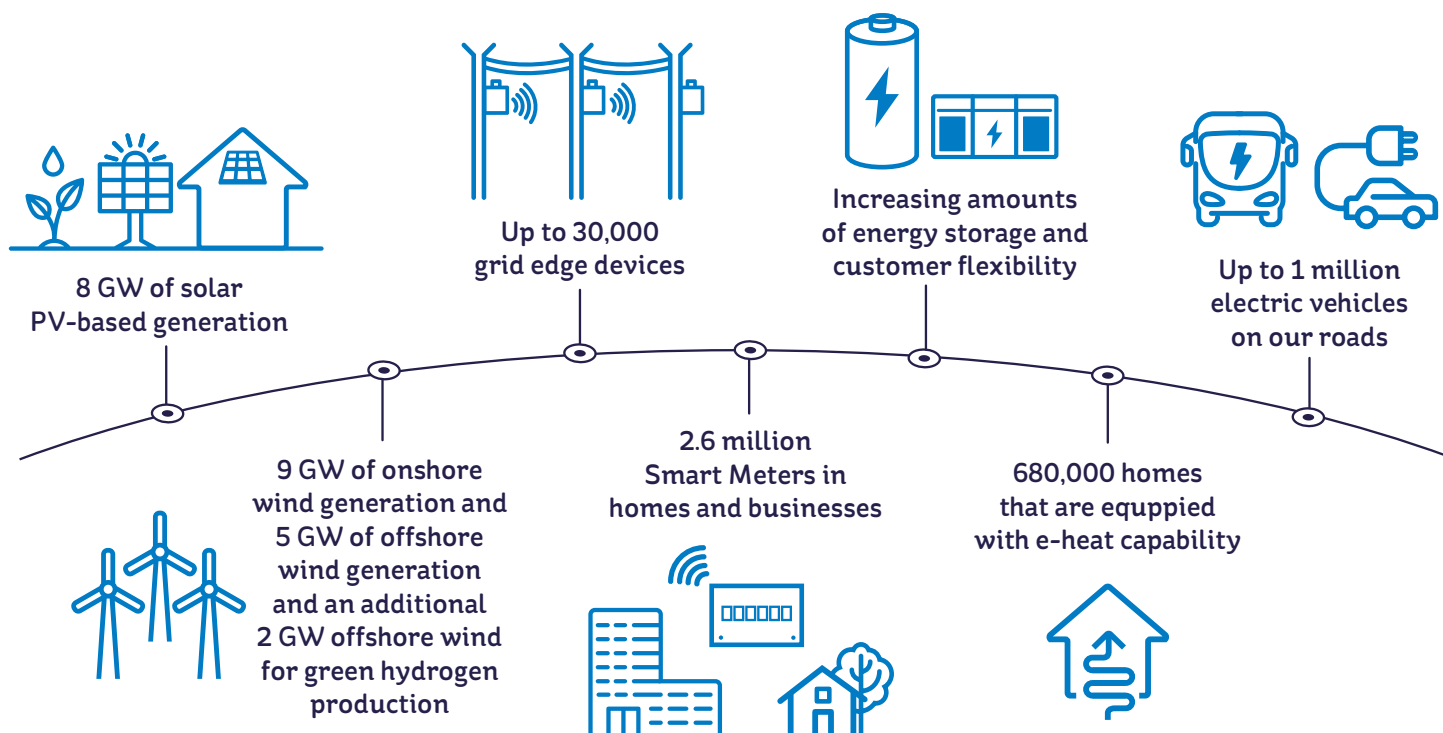 8 GW of solar
PV-based generation
9 GW of onshore
wind generation and
5 GW of offshore
wind generation
and an additional
2 GW offshore wind
for green hydrogen
production
Up to 30,000
grid edge devices
2.6 million
Smart Meters in
homes and businesses
Increasing amounts
of energy storage and
customer flexibility
680,000 homes
that are equppied
with e-heat capability
Up to 1 million
electric vehicles
on our roads